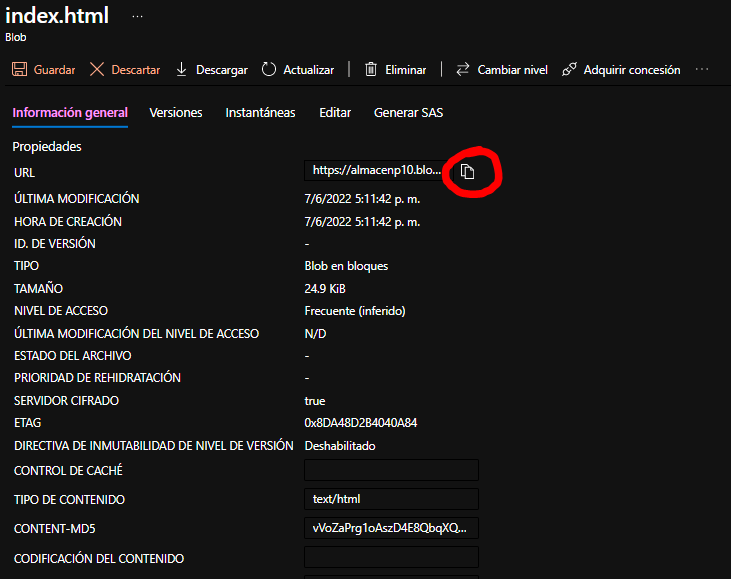 index.html ...
Blob
Guardar Descartar Descargar Actualizar Eliminar Cambiar nivel Adquirir concesión ...
Información general Versiones Instantáneas Editar Generar SAS
Propiedades
URL https://almacenp10.blo...
ÚLTIMA MODIFICACIÓN 7/6/2022 5:11:42 p. m.
HORA DE CREACIÓN 7/6/2022 5:11:42 p. m.
ID. DE VERSIÓN -
TIPO Blob en bloques
TAMAÑO 24.9 KiB
NIVEL DE ACCESO Frecuente (inferido)
ÚLTIMA MODIFICACIÓN DEL NIVEL DE ACCESO N/D
ESTADO DEL ARCHIVO -
PRIORIDAD DE REHIDRATACIÓN -
SERVIDOR CIFRADO true
ETAG 0x8DA48D2B4040A84
DIRECTIVA DE INMUTABILIDAD DE NIVEL DE VERSIÓN Deshabilitado
CONTROL DE CACHÉ
TIPO DE CONTENIDO text/html
CONTENT-MD5 vVoZaPrg1oAszD4E8QbqXQ...
CODIFICACIÓN DEL CONTENIDO